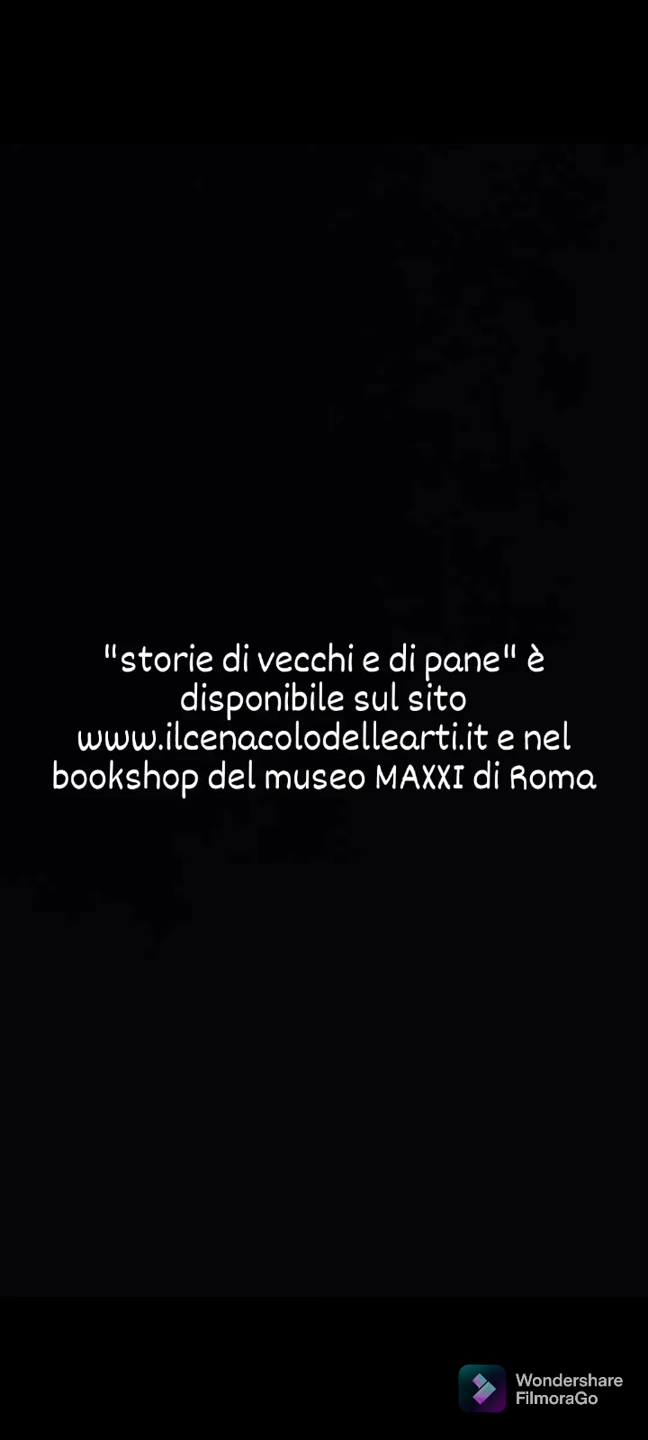 "storie di vecchi e di pane" è
disponibile sul sito
www.ilcenacolodellearti.it e nel
bookshop del museo MAXXI di Roma
Wondershare
FilmoraGo